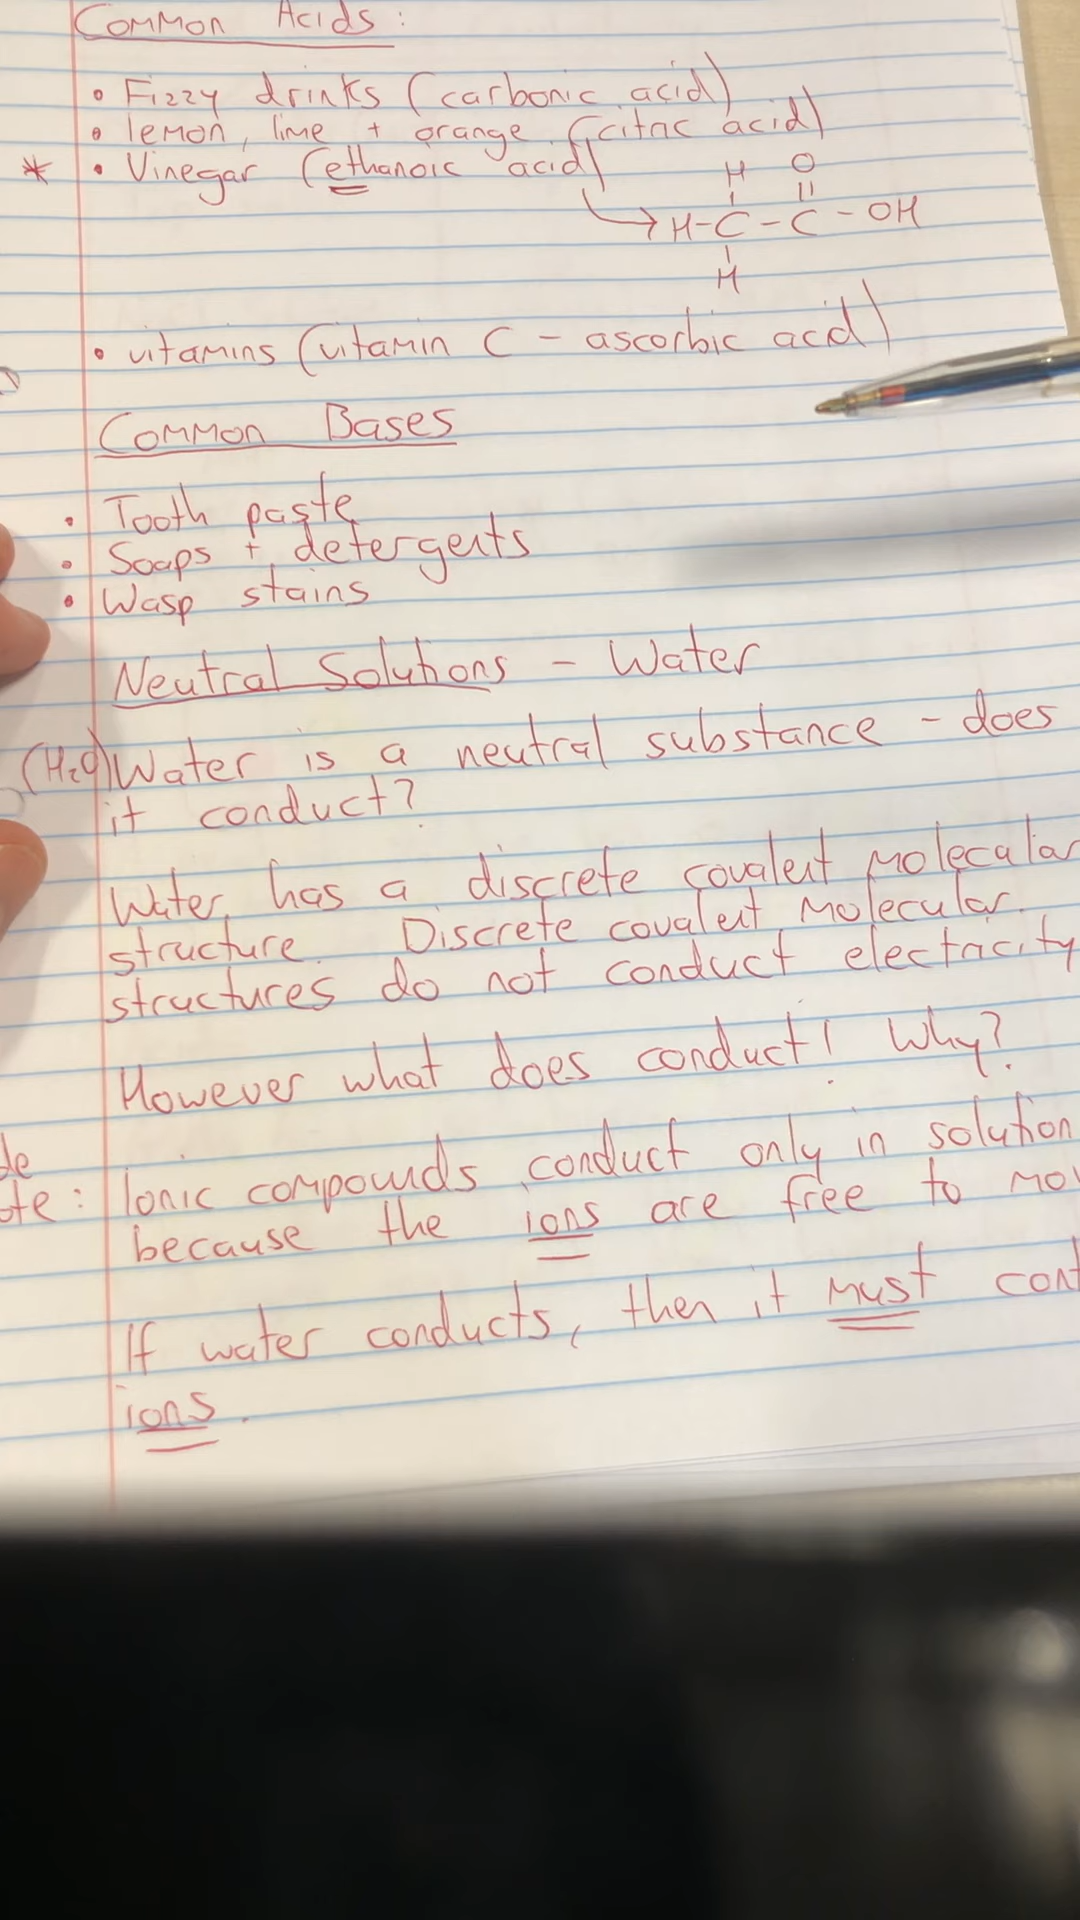 Common Acids :
• Fizzy drinks (carbonic acid)
• lemon, lime + orange (citric acid)
* • Vinegar (ethanoic acid)
H O
H-C-C-OH
H
• vitamins (vitamin C - ascorbic acid)
Common Bases
• Tooth paste
• Soaps + detergents
• Wasp stains
Neutral Solutions - Water
(H2O) Water is a neutral substance - does
it conduct?
Water has a discrete covalent molecular
structure. Discrete covalent molecular
structures do not conduct electricity
However what does conduct! Why?
Ionic compounds conduct only in solution
because the ions are free to
If water conducts, then it must
ions.